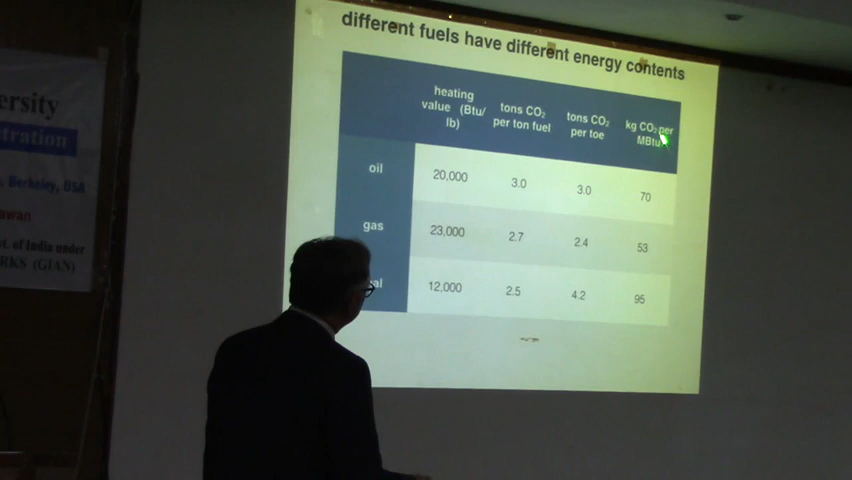 different fuels have different energy contents
heating
value (Btu/
lb)
tons CO₂
per ton fuel
tons CO₂
per toe
kg CO₂ per
MBtu
oil
20,000
3.0
3.0
70
gas
23,000
2.7
2.4
53
al
12,000
2.5
4.2
95
ersity
stration
Berkeley, USA
awan
t. of India under
RKS (GIAN)